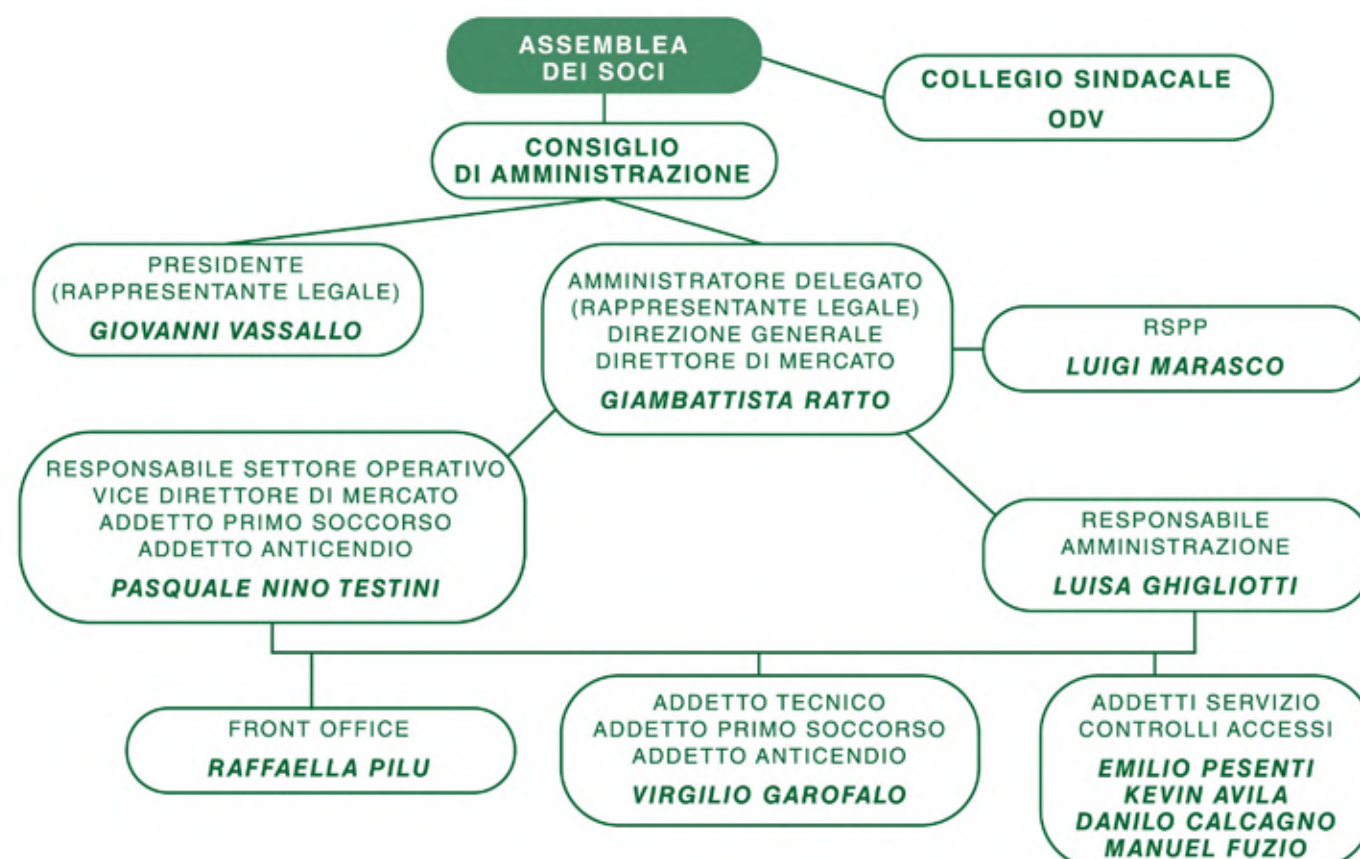 ASSEMBLEA
DEI SOCI
COLLEGIO SINDACALE
ODV
CONSIGLIO
DI AMMINISTRAZIONE
PRESIDENTE
(RAPPRESENTANTE LEGALE)
GIOVANNI VASSALLO
AMMINISTRATORE DELEGATO
(RAPPRESENTANTE LEGALE)
DIREZIONE GENERALE
DIRETTORE DI MERCATO
GIAMBATTISTA RATTO
RSPP
LUIGI MARASCO
RESPONSABILE SETTORE OPERATIVO
VICE DIRETTORE DI MERCATO
ADDETTO PRIMO SOCCORSO
ADDETTO ANTICENDIO
PASQUALE NINO TESTINI
RESPONSABILE
AMMINISTRAZIONE
LUISA GHIGLIOTTI
FRONT OFFICE
RAFFAELLA PILU
ADDETTO TECNICO
ADDETTO PRIMO SOCCORSO
ADDETTO ANTICENDIO
VIRGILIO GAROFALO
ADDETTI SERVIZIO
CONTROLLI ACCESSI
EMILIO PESENTI
KEVIN AVILA
DANILO CALCAGNO
MANUEL FUZIO